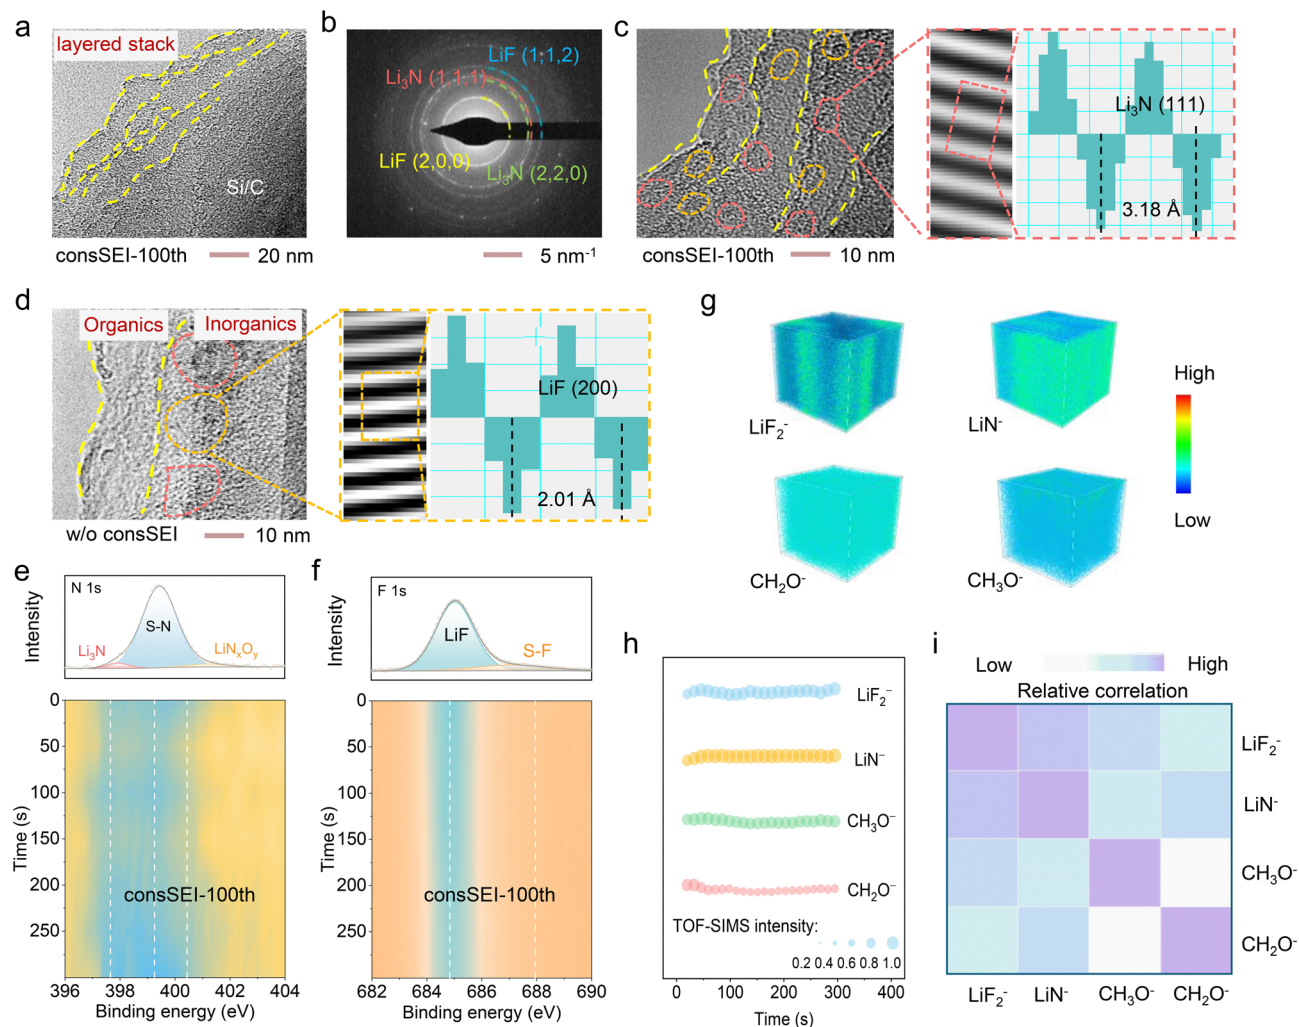 a
layered stack
Si/C
consSEI-100th
20 nm
b
LiF (1,1,2)
Li₃N (1,1,1)
LiF (2,0,0)
Li₃N (2,2,0)
5 nm⁻¹
c
consSEI-100th
10 nm
Li₃N (111)
3.18 Å
d
Organics
Inorganics
w/o consSEI
10 nm
LiF (200)
2.01 Å
g
LiF₂⁻
LiN⁻
CH₂O⁻
CH₃O⁻
High
Low
e
N 1s
S-N
Li₃N
LiNₓOᵧ
Intensity
0
50
100
150
200
250
Time (s)
consSEI-100th
396 398 400 402 404
Binding energy (eV)
f
F 1s
LiF
S-F
Intensity
0
50
100
150
200
250
Time (s)
consSEI-100th
682 684 686 688 690
Binding energy (eV)
h
LiF₂⁻
LiN⁻
CH₃O⁻
CH₂O⁻
TOF-SIMS intensity:
0.2 0.4 0.6 0.8 1.0
0 100 200 300 400
Time (s)
i
Low High
Relative correlation
LiF₂⁻
LiN⁻
CH₃O⁻
CH₂O⁻
LiF₂⁻ LiN⁻ CH₃O⁻ CH₂O⁻